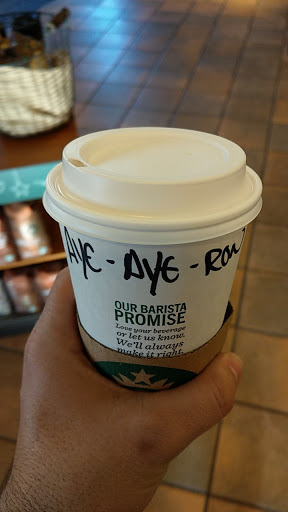 AYE-AYE-RON
OUR BARISTA
PROMISE
Love your beverage
or let us know.
We'll always
make it right.